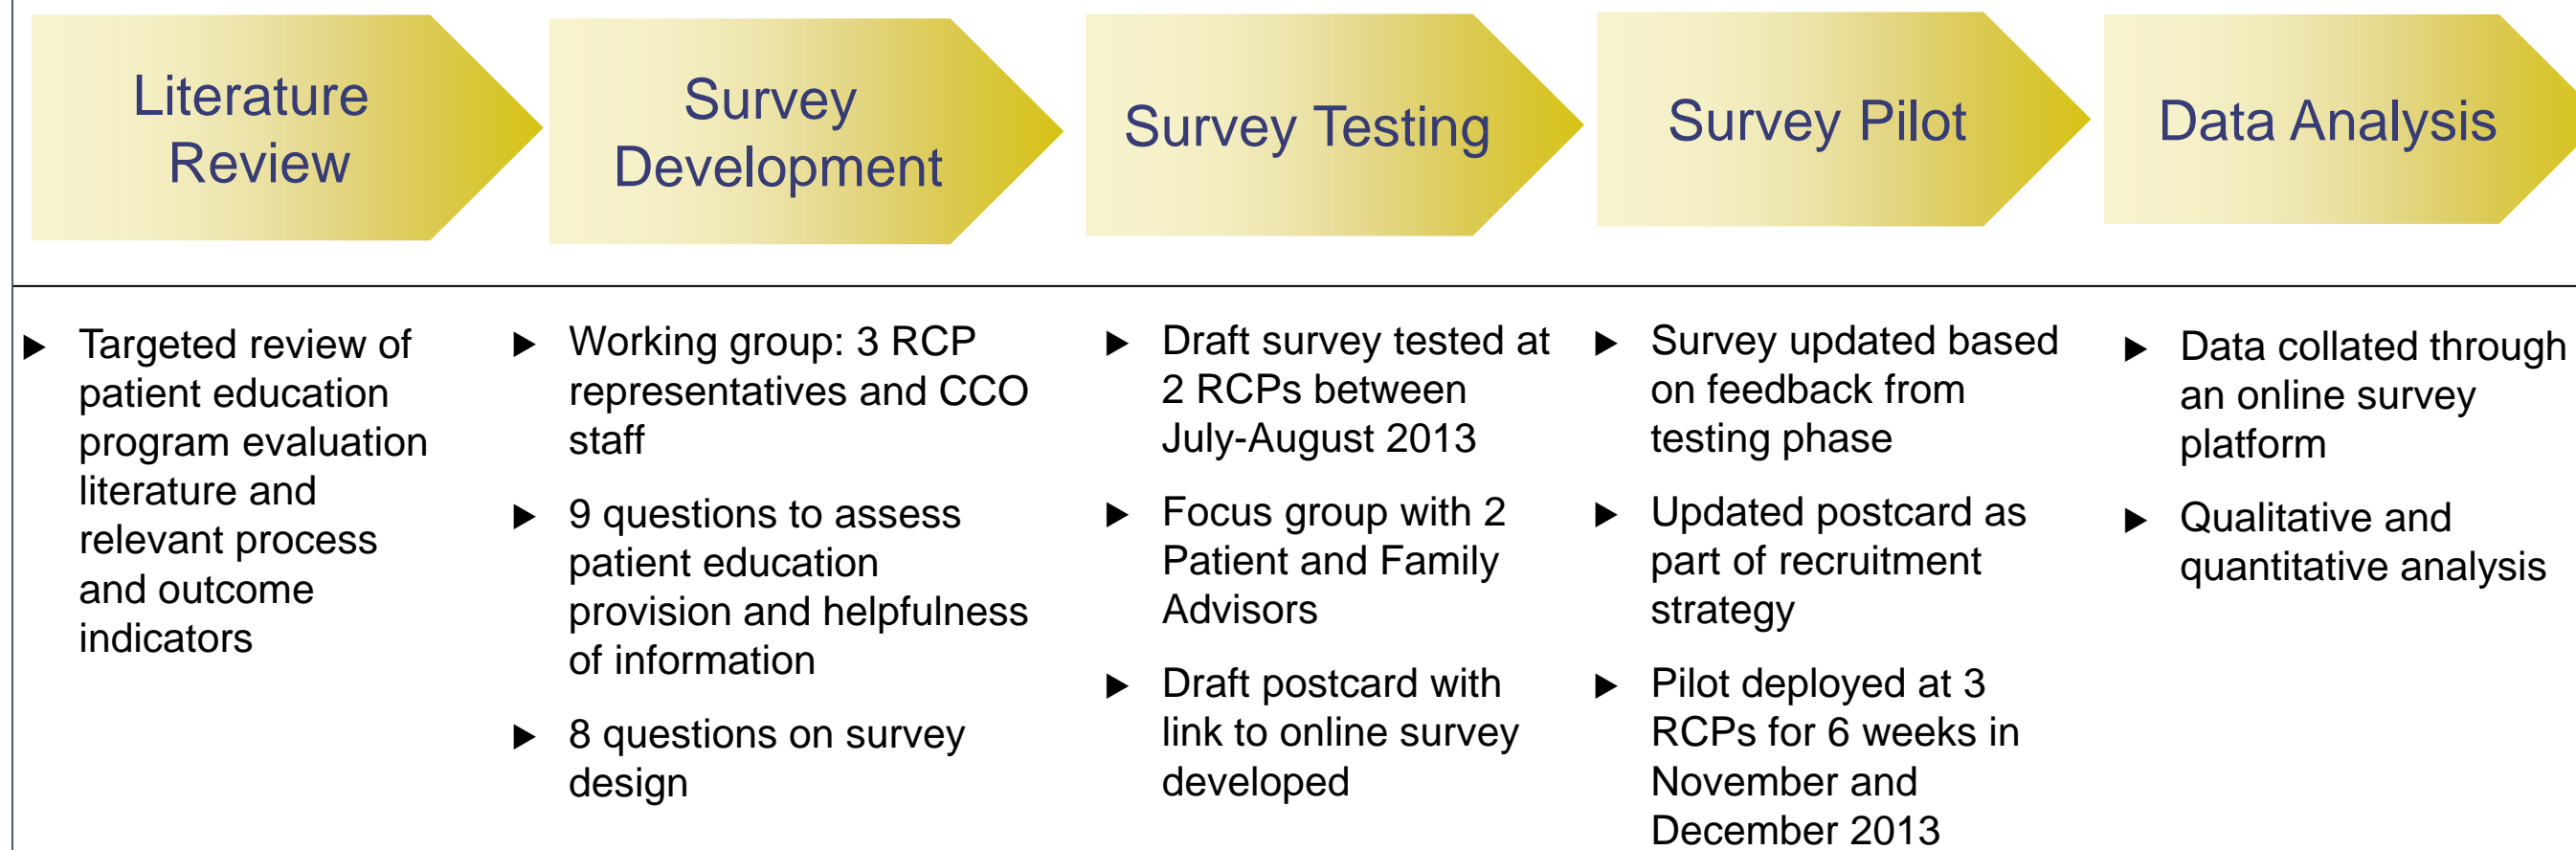 Literature
Review
Survey
Development
Survey Testing
Survey Pilot
Data Analysis
► Targeted review of
patient education
program evaluation
literature and
relevant process
and outcome
indicators
► Working group: 3 RCP
representatives and CCO
staff
► 9 questions to assess
patient education
provision and helpfulness
of information
► 8 questions on survey
design
► Draft survey tested at
2 RCPs between
July-August 2013
► Focus group with 2
Patient and Family
Advisors
► Draft postcard with
link to online survey
developed
► Survey updated based
on feedback from
testing phase
► Updated postcard as
part of recruitment
strategy
► Pilot deployed at 3
RCPs for 6 weeks in
November and
December 2013
► Data collated through
an online survey
platform
► Qualitative and
quantitative analysis